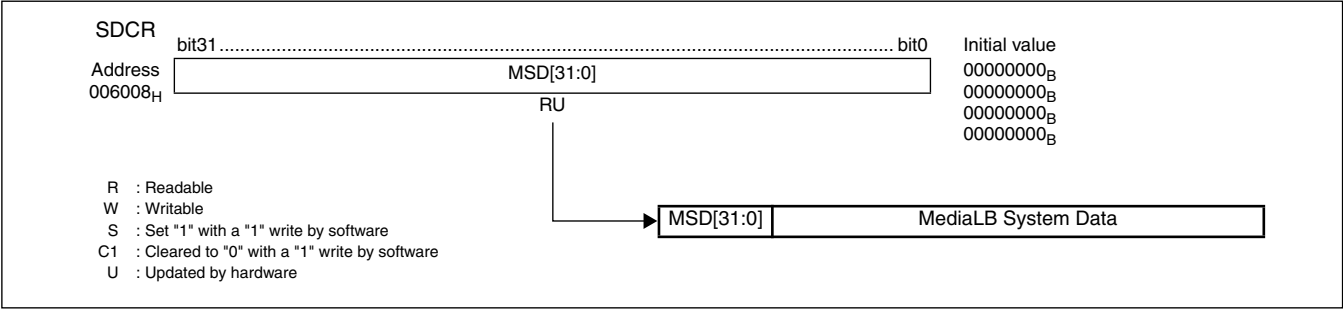 SDCR
bit31.................................................................................................................................. bit0 Initial value
Address MSD[31:0] 00000000B
006008H 00000000B
RU 00000000B
00000000B
R : Readable
W : Writable
MSD[31:0] MediaLB System Data
S : Set "1" with a "1" write by software
C1 : Cleared to "0" with a "1" write by software
U : Updated by hardware